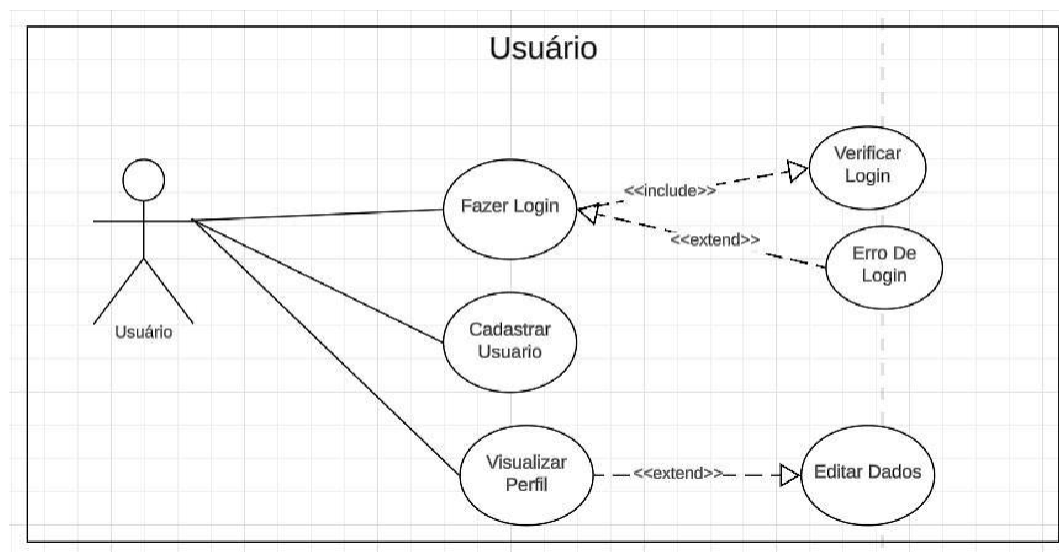 Usuário
Verificar
Login
<<include>>
Fazer Login
<<extend>>
Erro De
Login
Usuário
Cadastrar
Usuario
Visualizar
Perfil
<<extend>>
Editar Dados